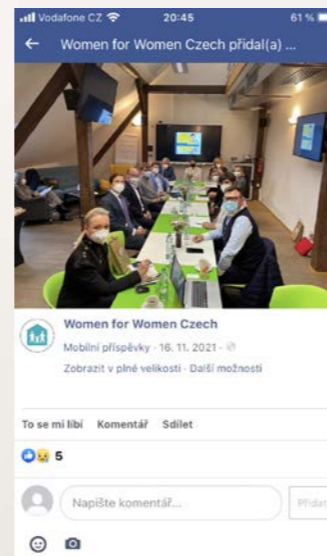 Vodafone CZ 20:45 61 %
Women for Women Czech přidal(a) ...
Women for Women Czech
Mobilní příspěvky · 16. 11. 2021 ·
Zobrazit v plné velikosti · Další možnosti
To se mi líbí Komentář Sdílet
5
Napište komentář... Přidat